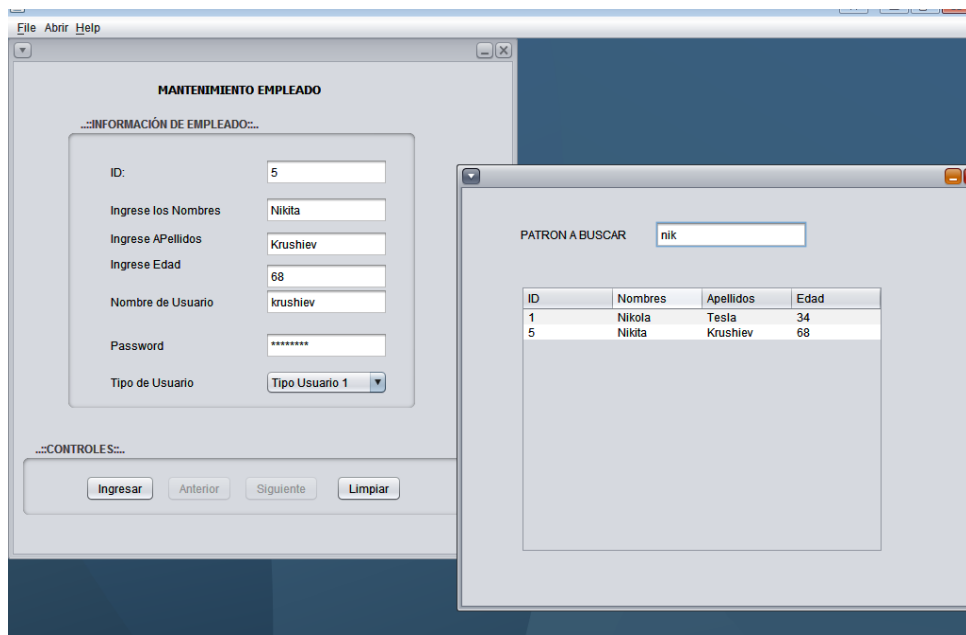 File Abrir Help
MANTENIMIENTO EMPLEADO
..::INFORMACIÓN DE EMPLEADO::..
ID: 5
Ingrese los Nombres Nikita
Ingrese APellidos Krushiev
Ingrese Edad 68
Nombre de Usuario krushiev
Password ********
Tipo de Usuario Tipo Usuario 1
..::CONTROLES::..
Ingresar Anterior Siguiente Limpiar
PATRON A BUSCAR nik
ID Nombres Apellidos Edad
1 Nikola Tesla 34
5 Nikita Krushiev 68